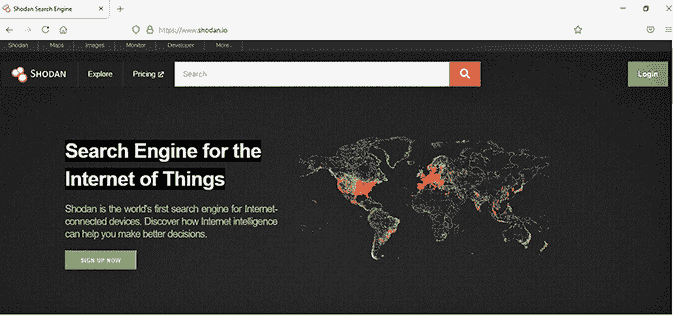 Shodan Search Engine
https://www.shodan.io
Shodan Maps Images Monitor Developer More...
SHODAN Explore Pricing Search Login
Search Engine for the
Internet of Things
Shodan is the world's first search engine for Internet-
connected devices. Discover how Internet intelligence
can help you make better decisions.
SIGN UP NOW